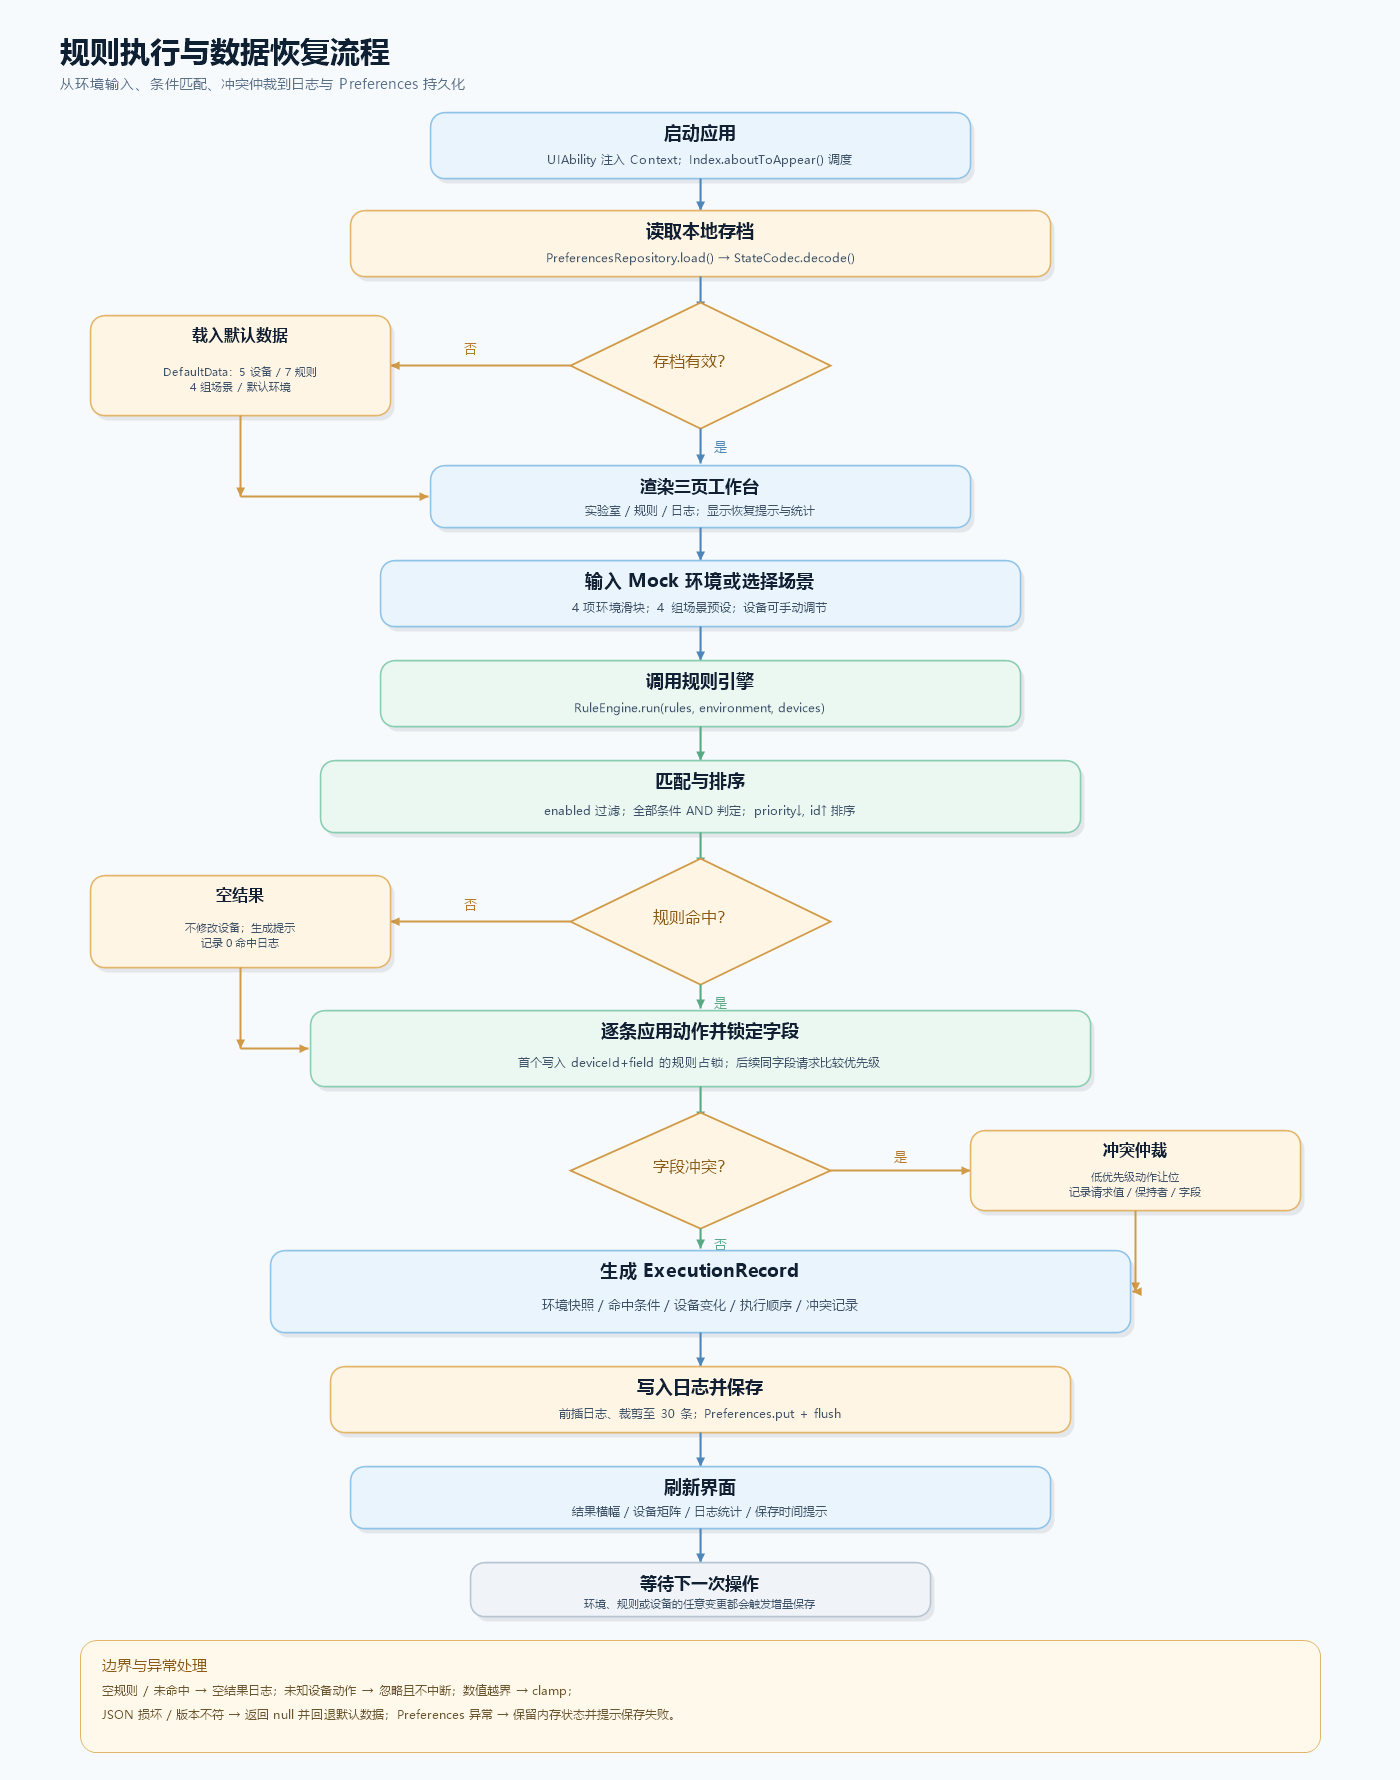 规则执行与数据恢复流程
从环境输入、条件匹配、冲突仲裁到日志与 Preferences 持久化
启动应用
UIAbility 注入 Context；Index.aboutToAppear() 调度
读取本地存档
PreferencesRepository.load() → StateCodec.decode()
存档有效？
否
载入默认数据
DefaultData：5 设备 / 7 规则
4 组场景 / 默认环境
是
渲染三页工作台
实验室 / 规则 / 日志；显示恢复提示与统计
输入 Mock 环境或选择场景
4 项环境滑块；4 组场景预设；设备可手动调节
调用规则引擎
RuleEngine.run(rules, environment, devices)
匹配与排序
enabled 过滤；全部条件 AND 判定；priority↓, id↑ 排序
规则命中？
否
空结果
不修改设备；生成提示
记录 0 命中日志
是
逐条应用动作并锁定字段
首个写入 deviceId+field 的规则占锁；后续同字段请求比较优先级
字段冲突？
是
冲突仲裁
低优先级动作让位
记录请求值 / 保持者 / 字段
否
生成 ExecutionRecord
环境快照 / 命中条件 / 设备变化 / 执行顺序 / 冲突记录
写入日志并保存
前插日志、裁剪至 30 条；Preferences.put + flush
刷新界面
结果横幅 / 设备矩阵 / 日志统计 / 保存时间提示
等待下一次操作
环境、规则或设备的任意变更都会触发增量保存
边界与异常处理
空规则 / 未命中 → 空结果日志；未知设备动作 → 忽略且不中断；数值越界 → clamp；
JSON 损坏 / 版本不符 → 返回 null 并回退默认数据；Preferences 异常 → 保留内存状态并提示保存失败。